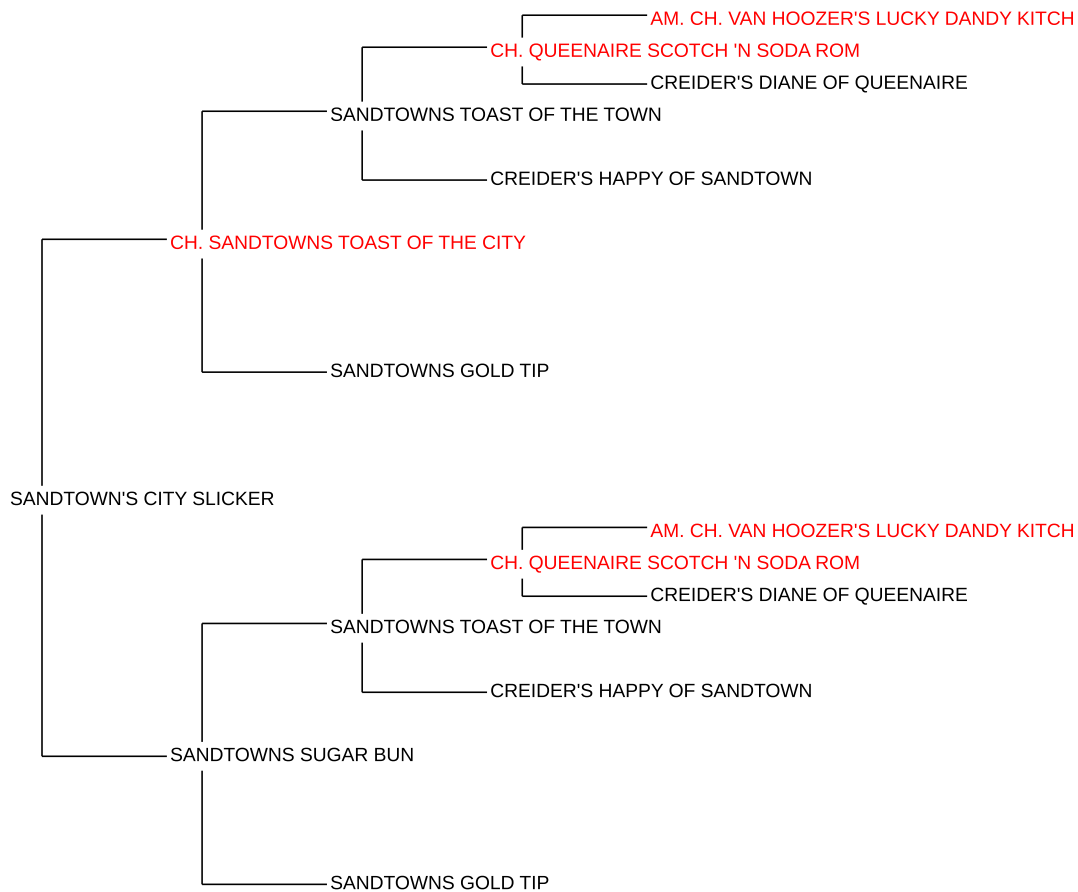 AM. CH. VAN HOOZER'S LUCKY DANDY KITCH
CH. QUEENAIRE SCOTCH 'N SODA ROM
CREIDER'S DIANE OF QUEENAIRE
SANDTOWNS TOAST OF THE TOWN
CREIDER'S HAPPY OF SANDTOWN
CH. SANDTOWNS TOAST OF THE CITY
SANDTOWNS GOLD TIP
SANDTOWN'S CITY SLICKER
AM. CH. VAN HOOZER'S LUCKY DANDY KITCH
CH. QUEENAIRE SCOTCH 'N SODA ROM
CREIDER'S DIANE OF QUEENAIRE
SANDTOWNS TOAST OF THE TOWN
CREIDER'S HAPPY OF SANDTOWN
SANDTOWNS SUGAR BUN
SANDTOWNS GOLD TIP